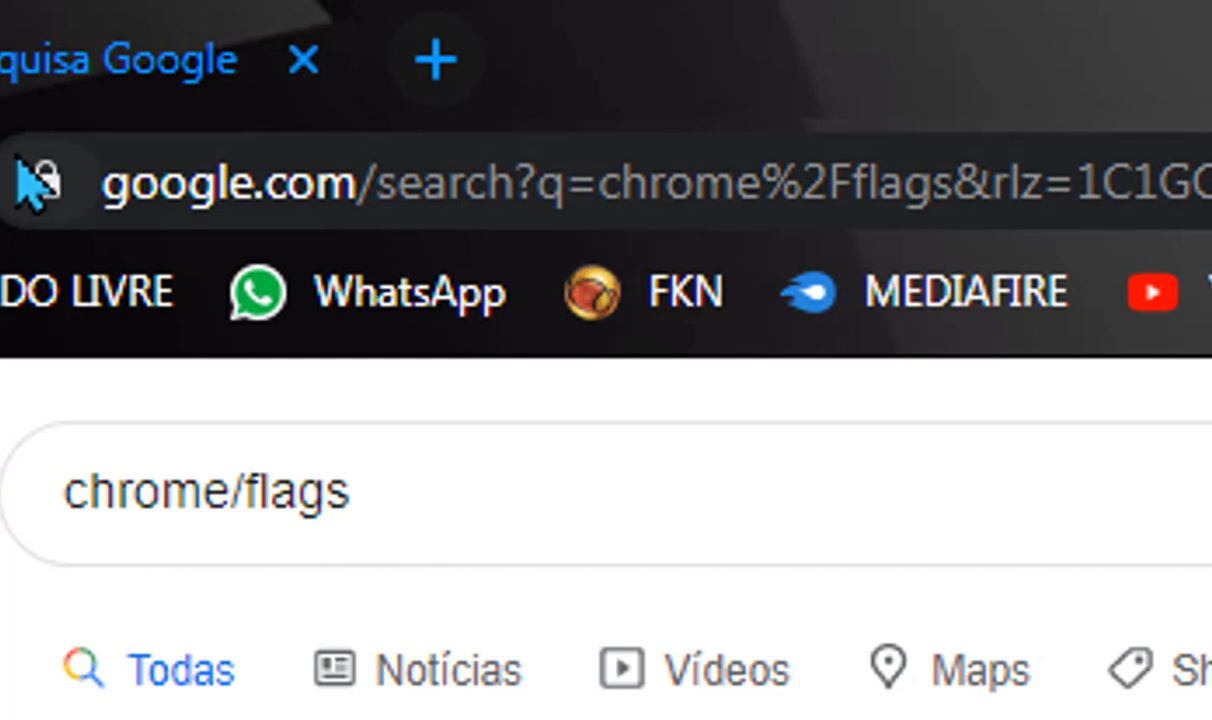 quisa Google
google.com/search?q=chrome%2Fflags&rlz=1C1GC
DO LIVRE WhatsApp FKN MEDIAFIRE
chrome/flags
Todas Notícias Vídeos Maps Sh